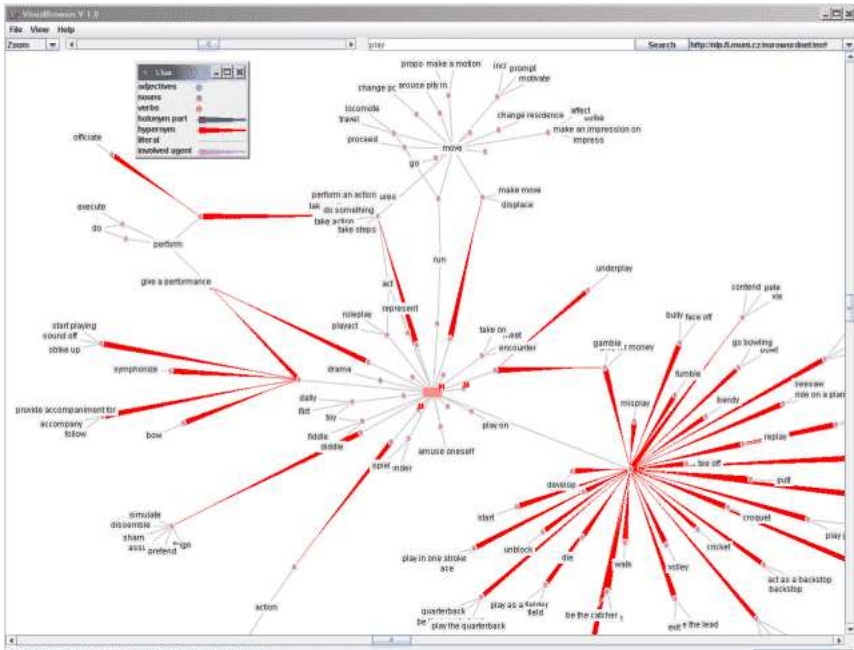 VisualBrowser V 1.0
File View Help
Zoom
play
Search
adjectives
nouns
verbs
holonym part
hypernym
literal
involved agent
make a motion
prompt
motivate
locomote
travel
change residence
affect
make an impression on
impress
proceed
move
go
officiate
perform an action
do something
take action
take steps
make move
displace
execute
do
perform
run
give a performance
underplay
act
represent
roleplay
playact
take on
encounter
contend
vie
bully
face off
gamble
start playing
sound off
strike up
symphonize
drama
go bowling
fumble
seesaw
bandy
misplay
provide accompaniment for
accompany
follow
bow
dally
flirt
toy
fiddle
diddle
play on
amuse oneself
replay
tee off
putt
develop
start
croquet
simulate
dissemble
sham
pretend
play in one stroke
ace
unblock
die
walk
volley
cricket
act as a backstop
backstop
action
quarterback
play the quarterback
play as a fielder
field
be the catcher